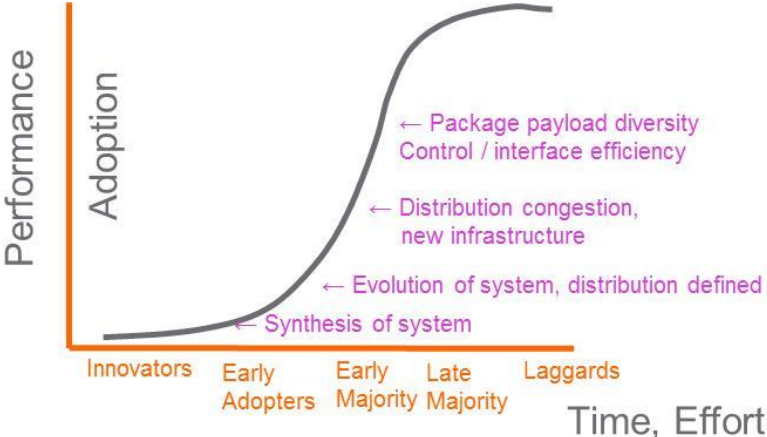 Performance
Adoption
← Package payload diversity
Control / interface efficiency
← Distribution congestion,
new infrastructure
← Evolution of system, distribution defined
← Synthesis of system
Innovators
Early
Adopters
Early
Majority
Late
Majority
Laggards
Time, Effort